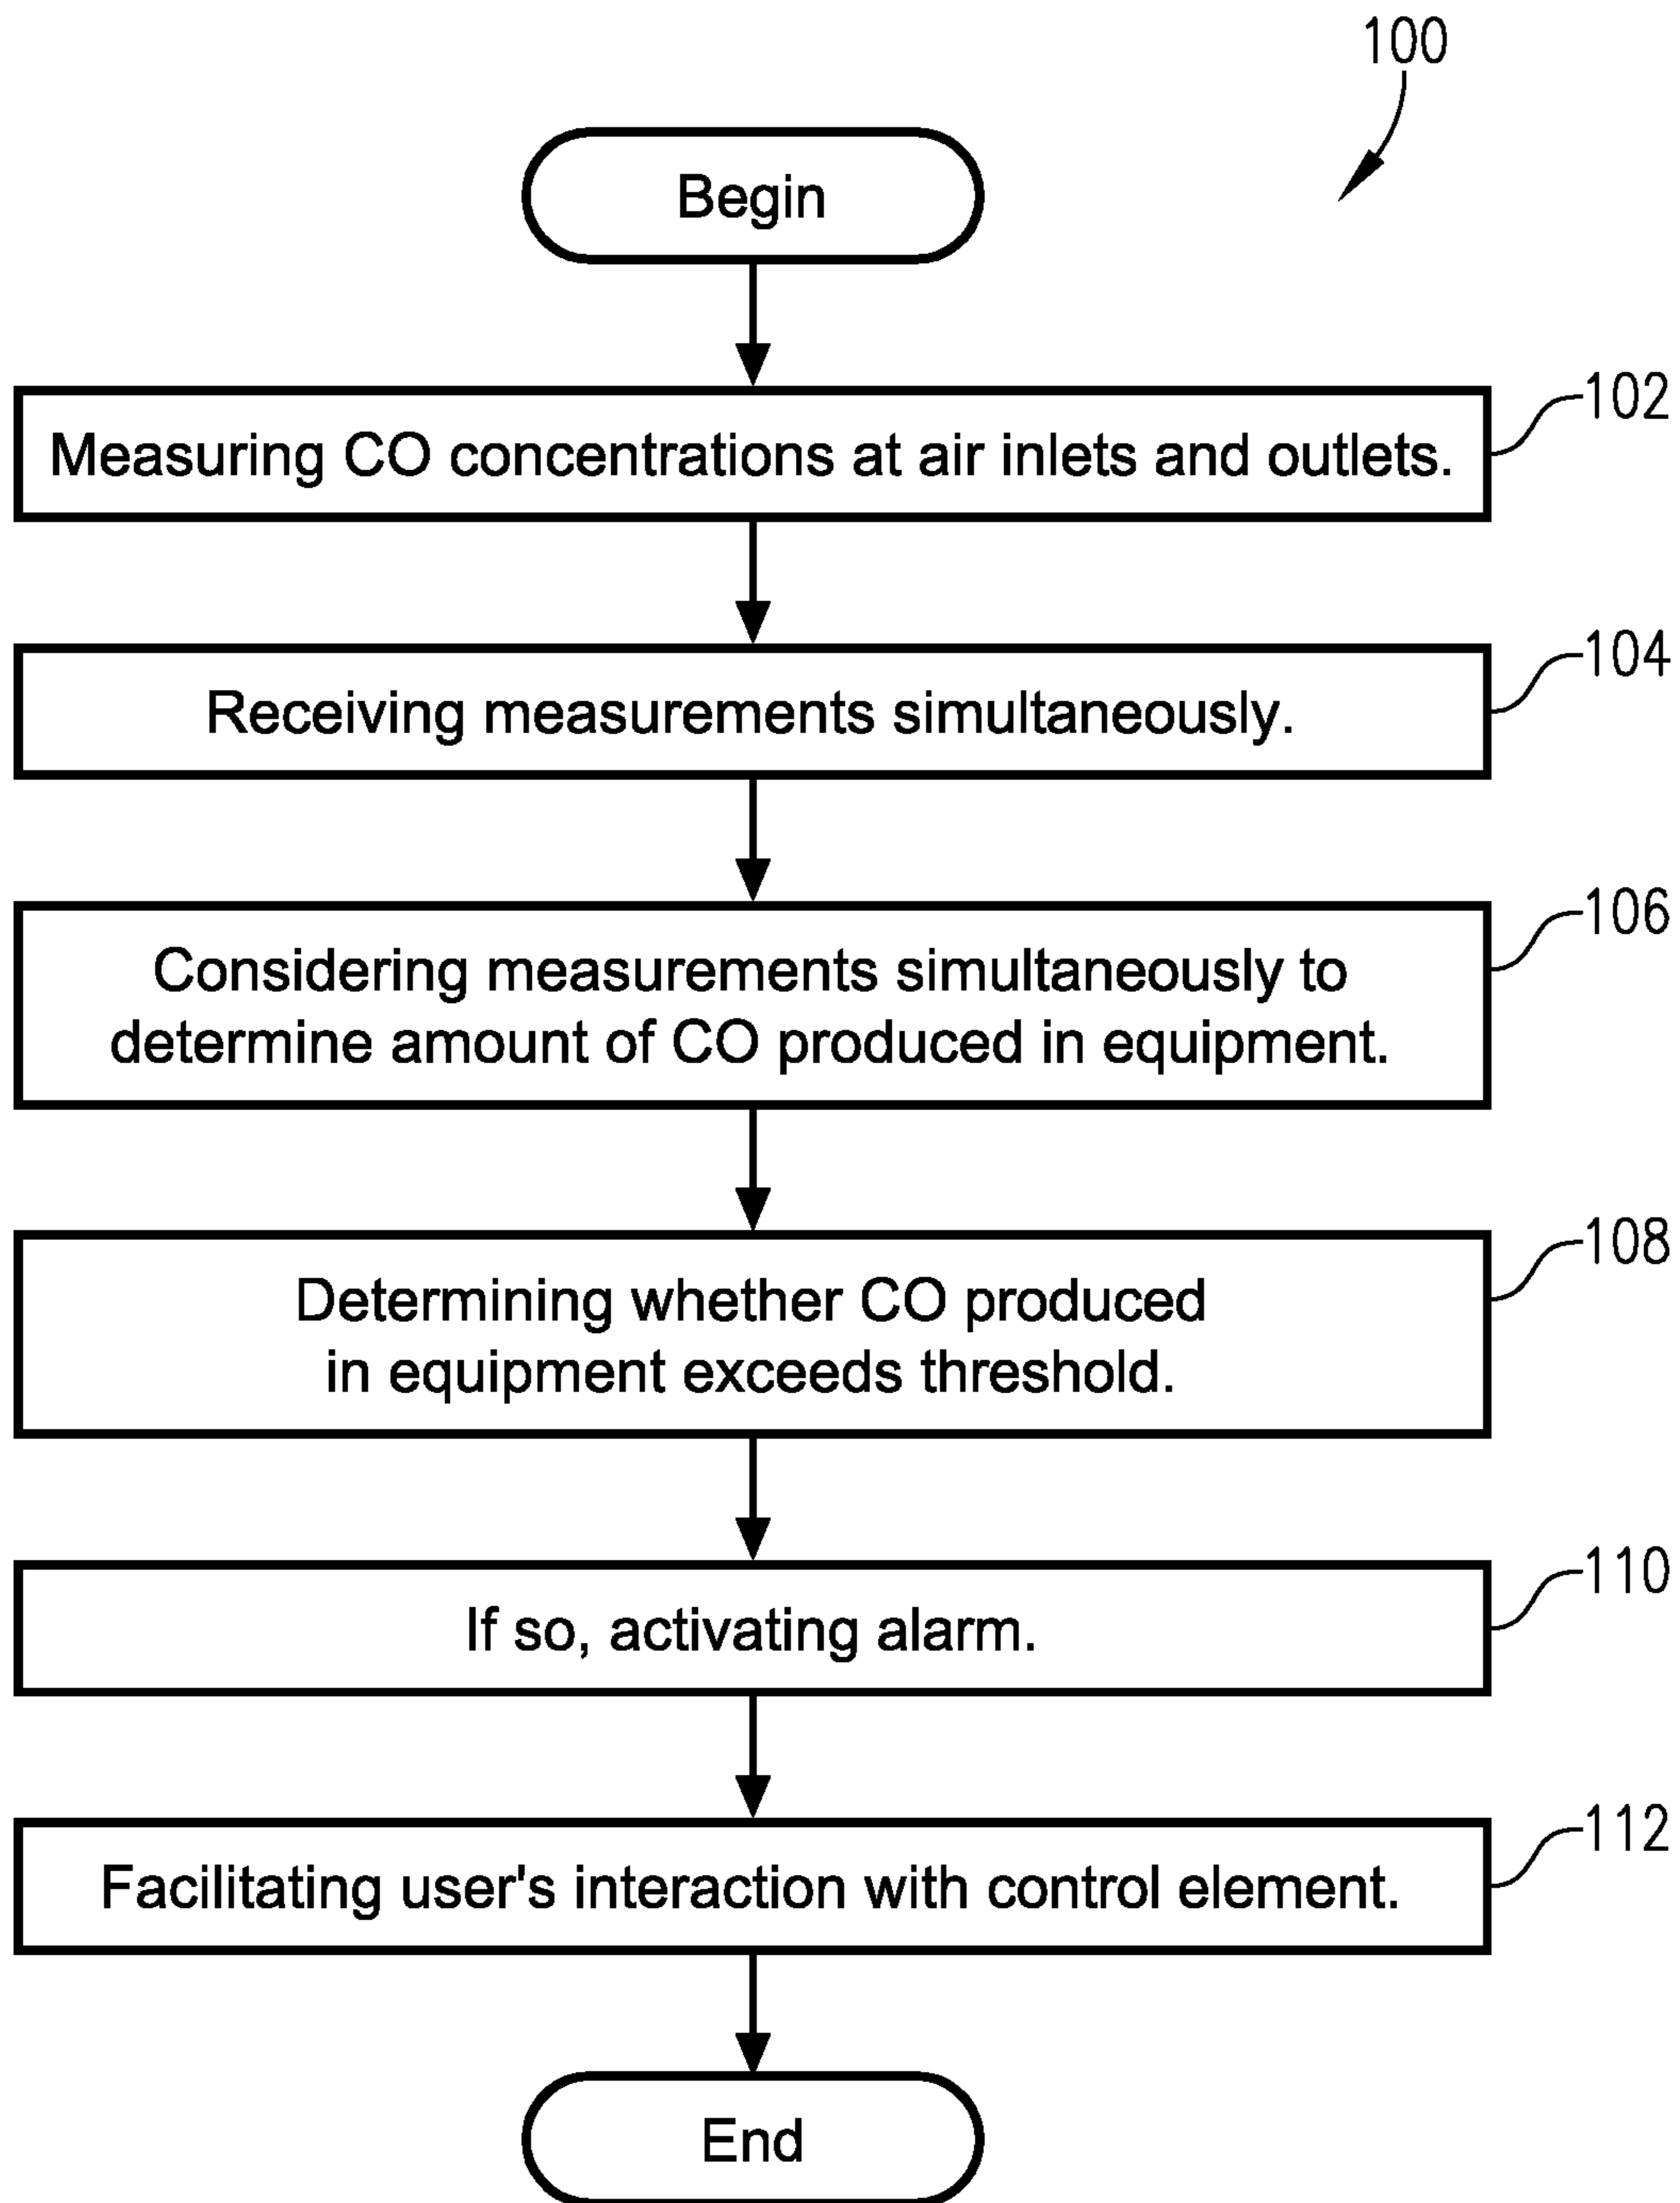 100
Begin
102
Measuring CO concentrations at air inlets and outlets.
104
Receiving measurements simultaneously.
106
Considering measurements simultaneously to
determine amount of CO produced in equipment.
108
Determining whether CO produced
in equipment exceeds threshold.
110
If so, activating alarm.
112
Facilitating user's interaction with control element.
End